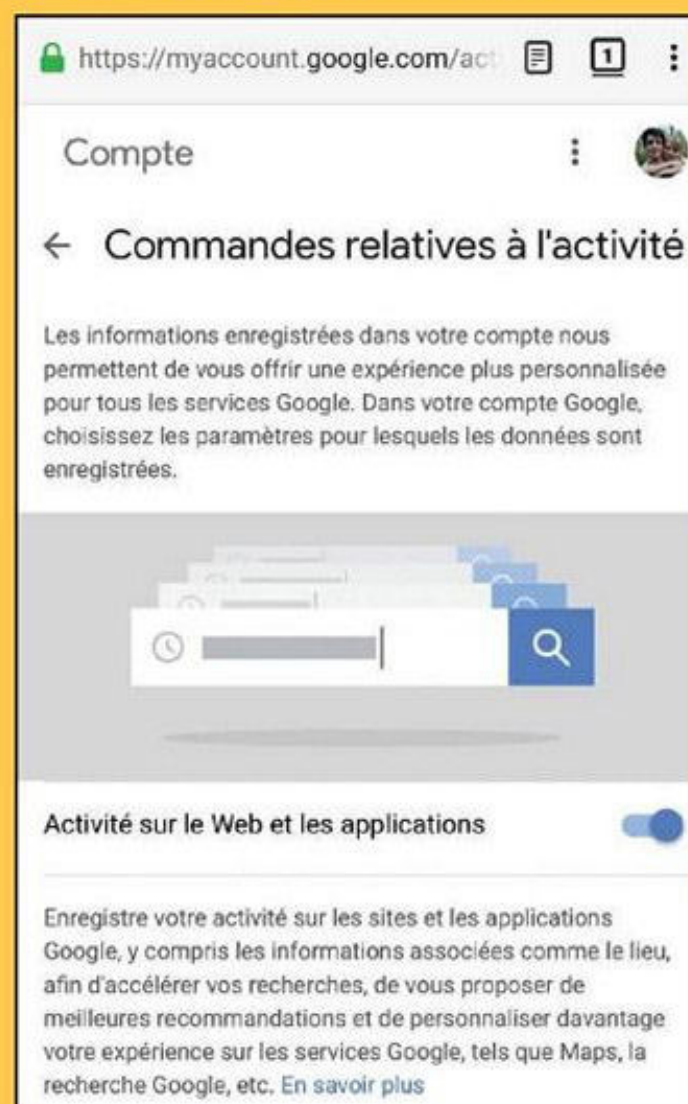 https://myaccount.google.com/act
1
Compte
Commandes relatives à l'activité
Les informations enregistrées dans votre compte nous
permettent de vous offrir une expérience plus personnalisée
pour tous les services Google. Dans votre compte Google,
choisissez les paramètres pour lesquels les données sont
enregistrées.
Activité sur le Web et les applications
Enregistre votre activité sur les sites et les applications
Google, y compris les informations associées comme le lieu,
afin d'accélérer vos recherches, de vous proposer de
meilleures recommandations et de personnaliser davantage
votre expérience sur les services Google, tels que Maps, la
recherche Google, etc. En savoir plus